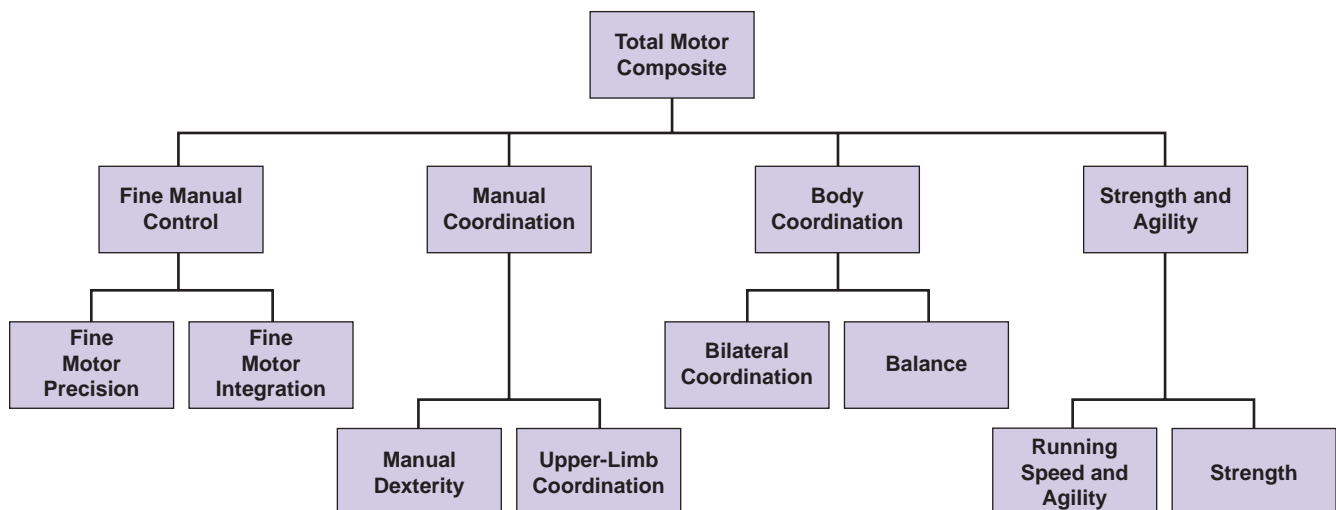 Total Motor
Composite
Fine Manual
Control
Manual
Coordination
Body
Coordination
Strength and
Agility
Fine
Motor
Precision
Fine
Motor
Integration
Bilateral
Coordination
Balance
Manual
Dexterity
Upper-Limb
Coordination
Running
Speed and
Agility
Strength